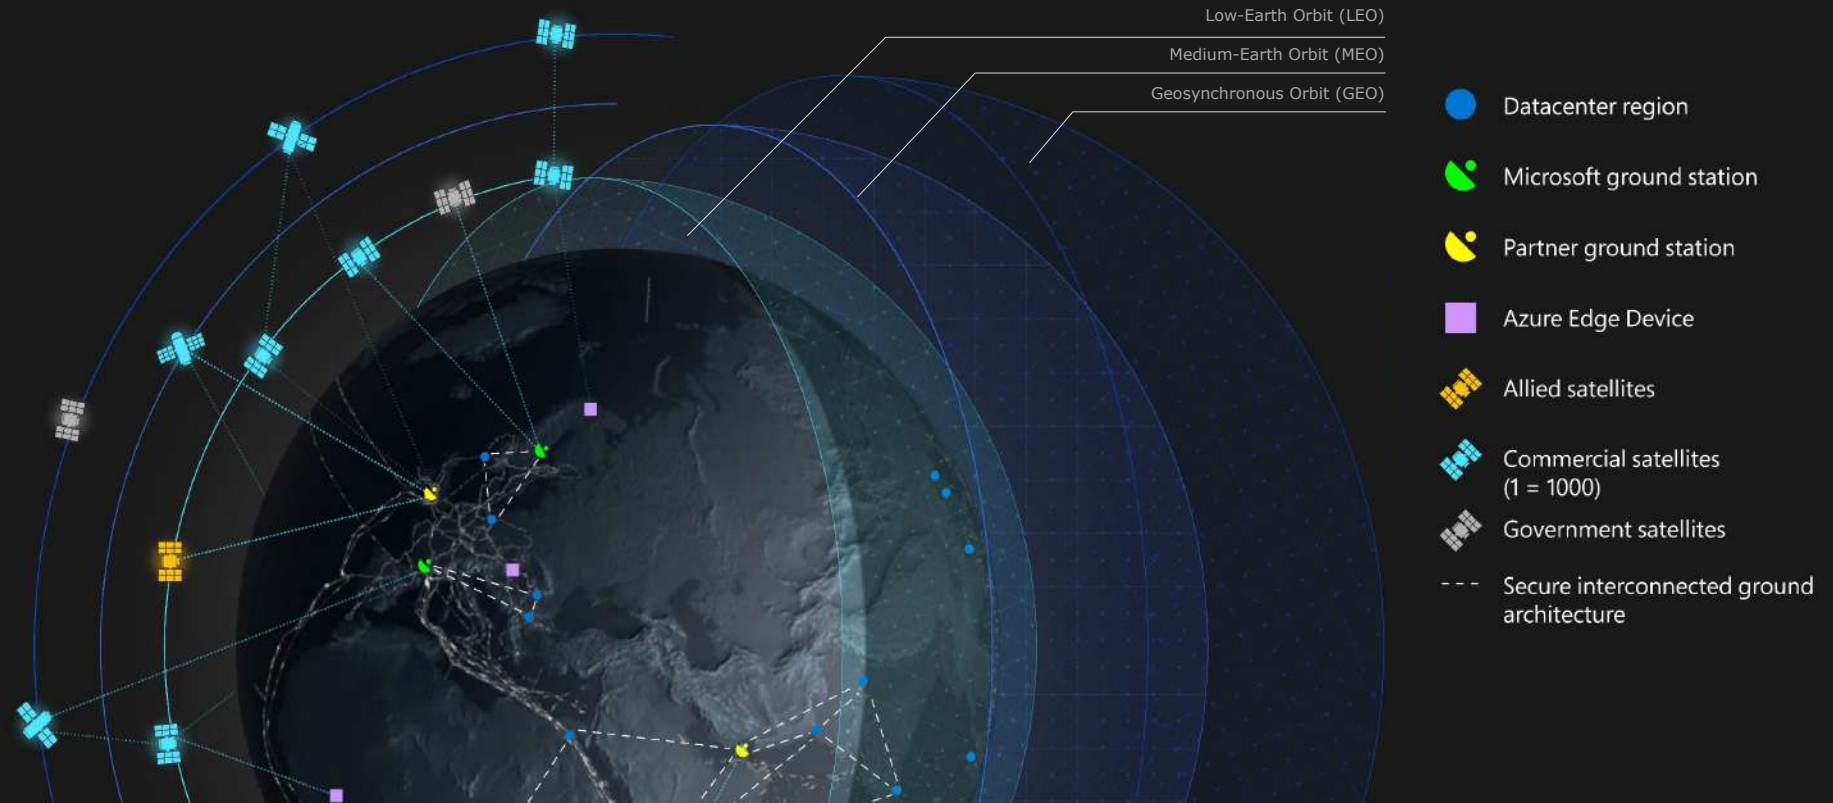 Low-Earth Orbit (LEO)
Medium-Earth Orbit (MEO)
Geosynchronous Orbit (GEO)
Datacenter region
Microsoft ground station
Partner ground station
Azure Edge Device
Allied satellites
Commercial satellites
(1 = 1000)
Government satellites
Secure interconnected ground
architecture